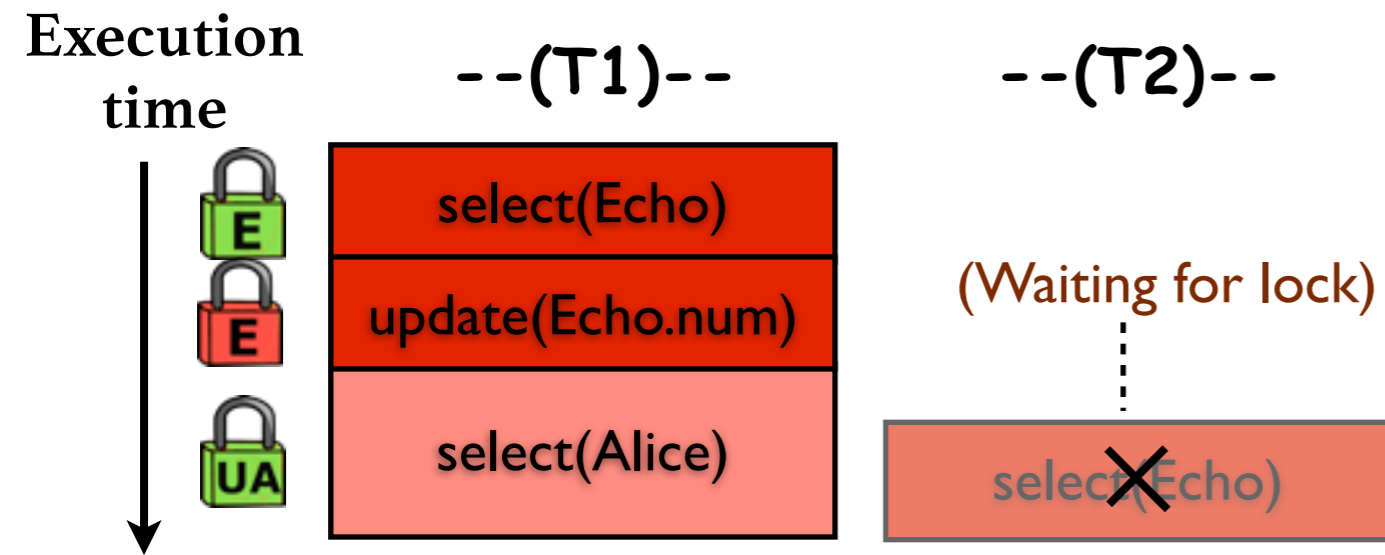 Execution
time
--(T1)--
--(T2)--
E
select(Echo)
E
update(Echo.num)
(Waiting for lock)
UA
select(Alice)
select(Echo)